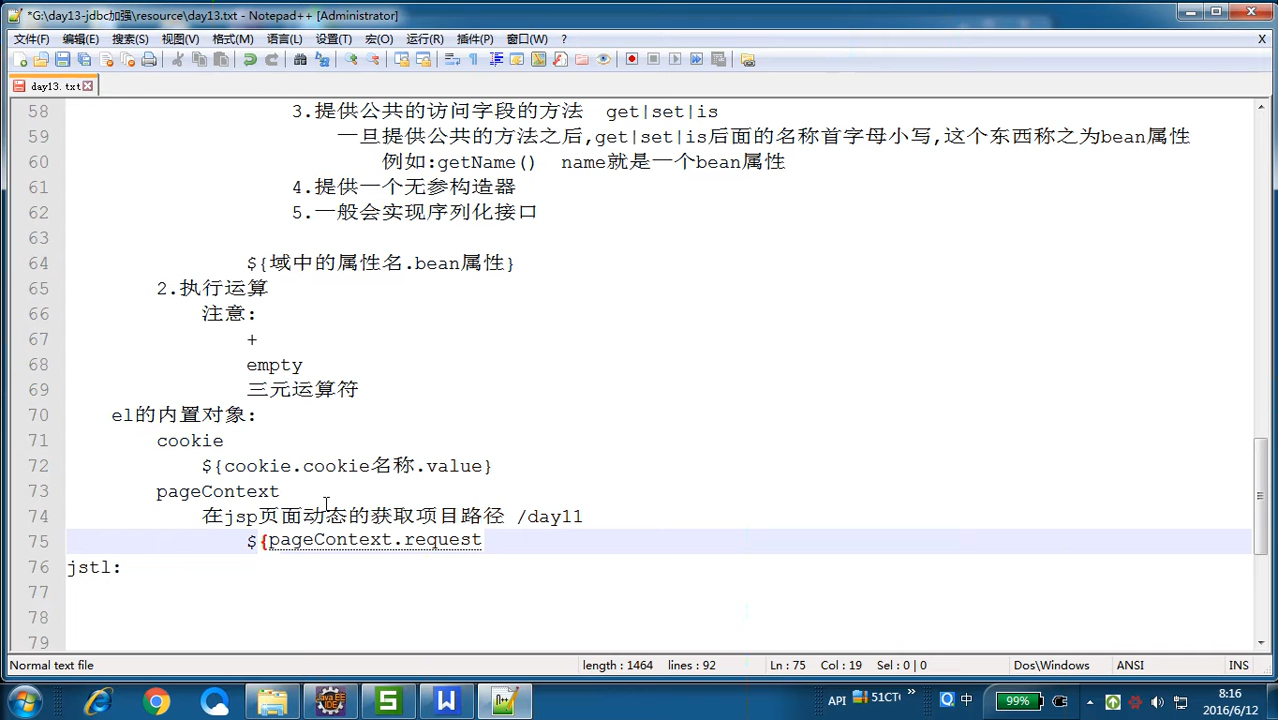 *G:\day13-jdbc加强\resource\day13.txt - Notepad++ [Administrator]
文件(F) 编辑(E) 搜索(S) 视图(V) 格式(M) 语言(L) 设置(T) 宏(O) 运行(R) 插件(P) 窗口(W) ? X
day13.txt
58 3.提供公共的访问字段的方法 get|set|is
59 一旦提供公共的方法之后,get|set|is后面的名称首字母小写,这个东西称之为bean属性
60 例如:getName() name就是一个bean属性
61 4.提供一个无参构造器
62 5.一般会实现序列化接口
63
64 ${域中的属性名.bean属性}
65 2.执行运算
66 注意:
67 +
68 empty
69 三元运算符
70 el的内置对象:
71 cookie
72 ${cookie.cookie名称.value}
73 pageContext
74 在jsp页面动态的获取项目路径 /day11
75 ${pageContext.request
76 jstl:
77
78
79
Normal text file length : 1464 lines : 92 Ln : 75 Col : 19 Sel : 0 | 0 Dos\Windows ANSI INS
API 51CT 中 99% 8:16
2016/6/12